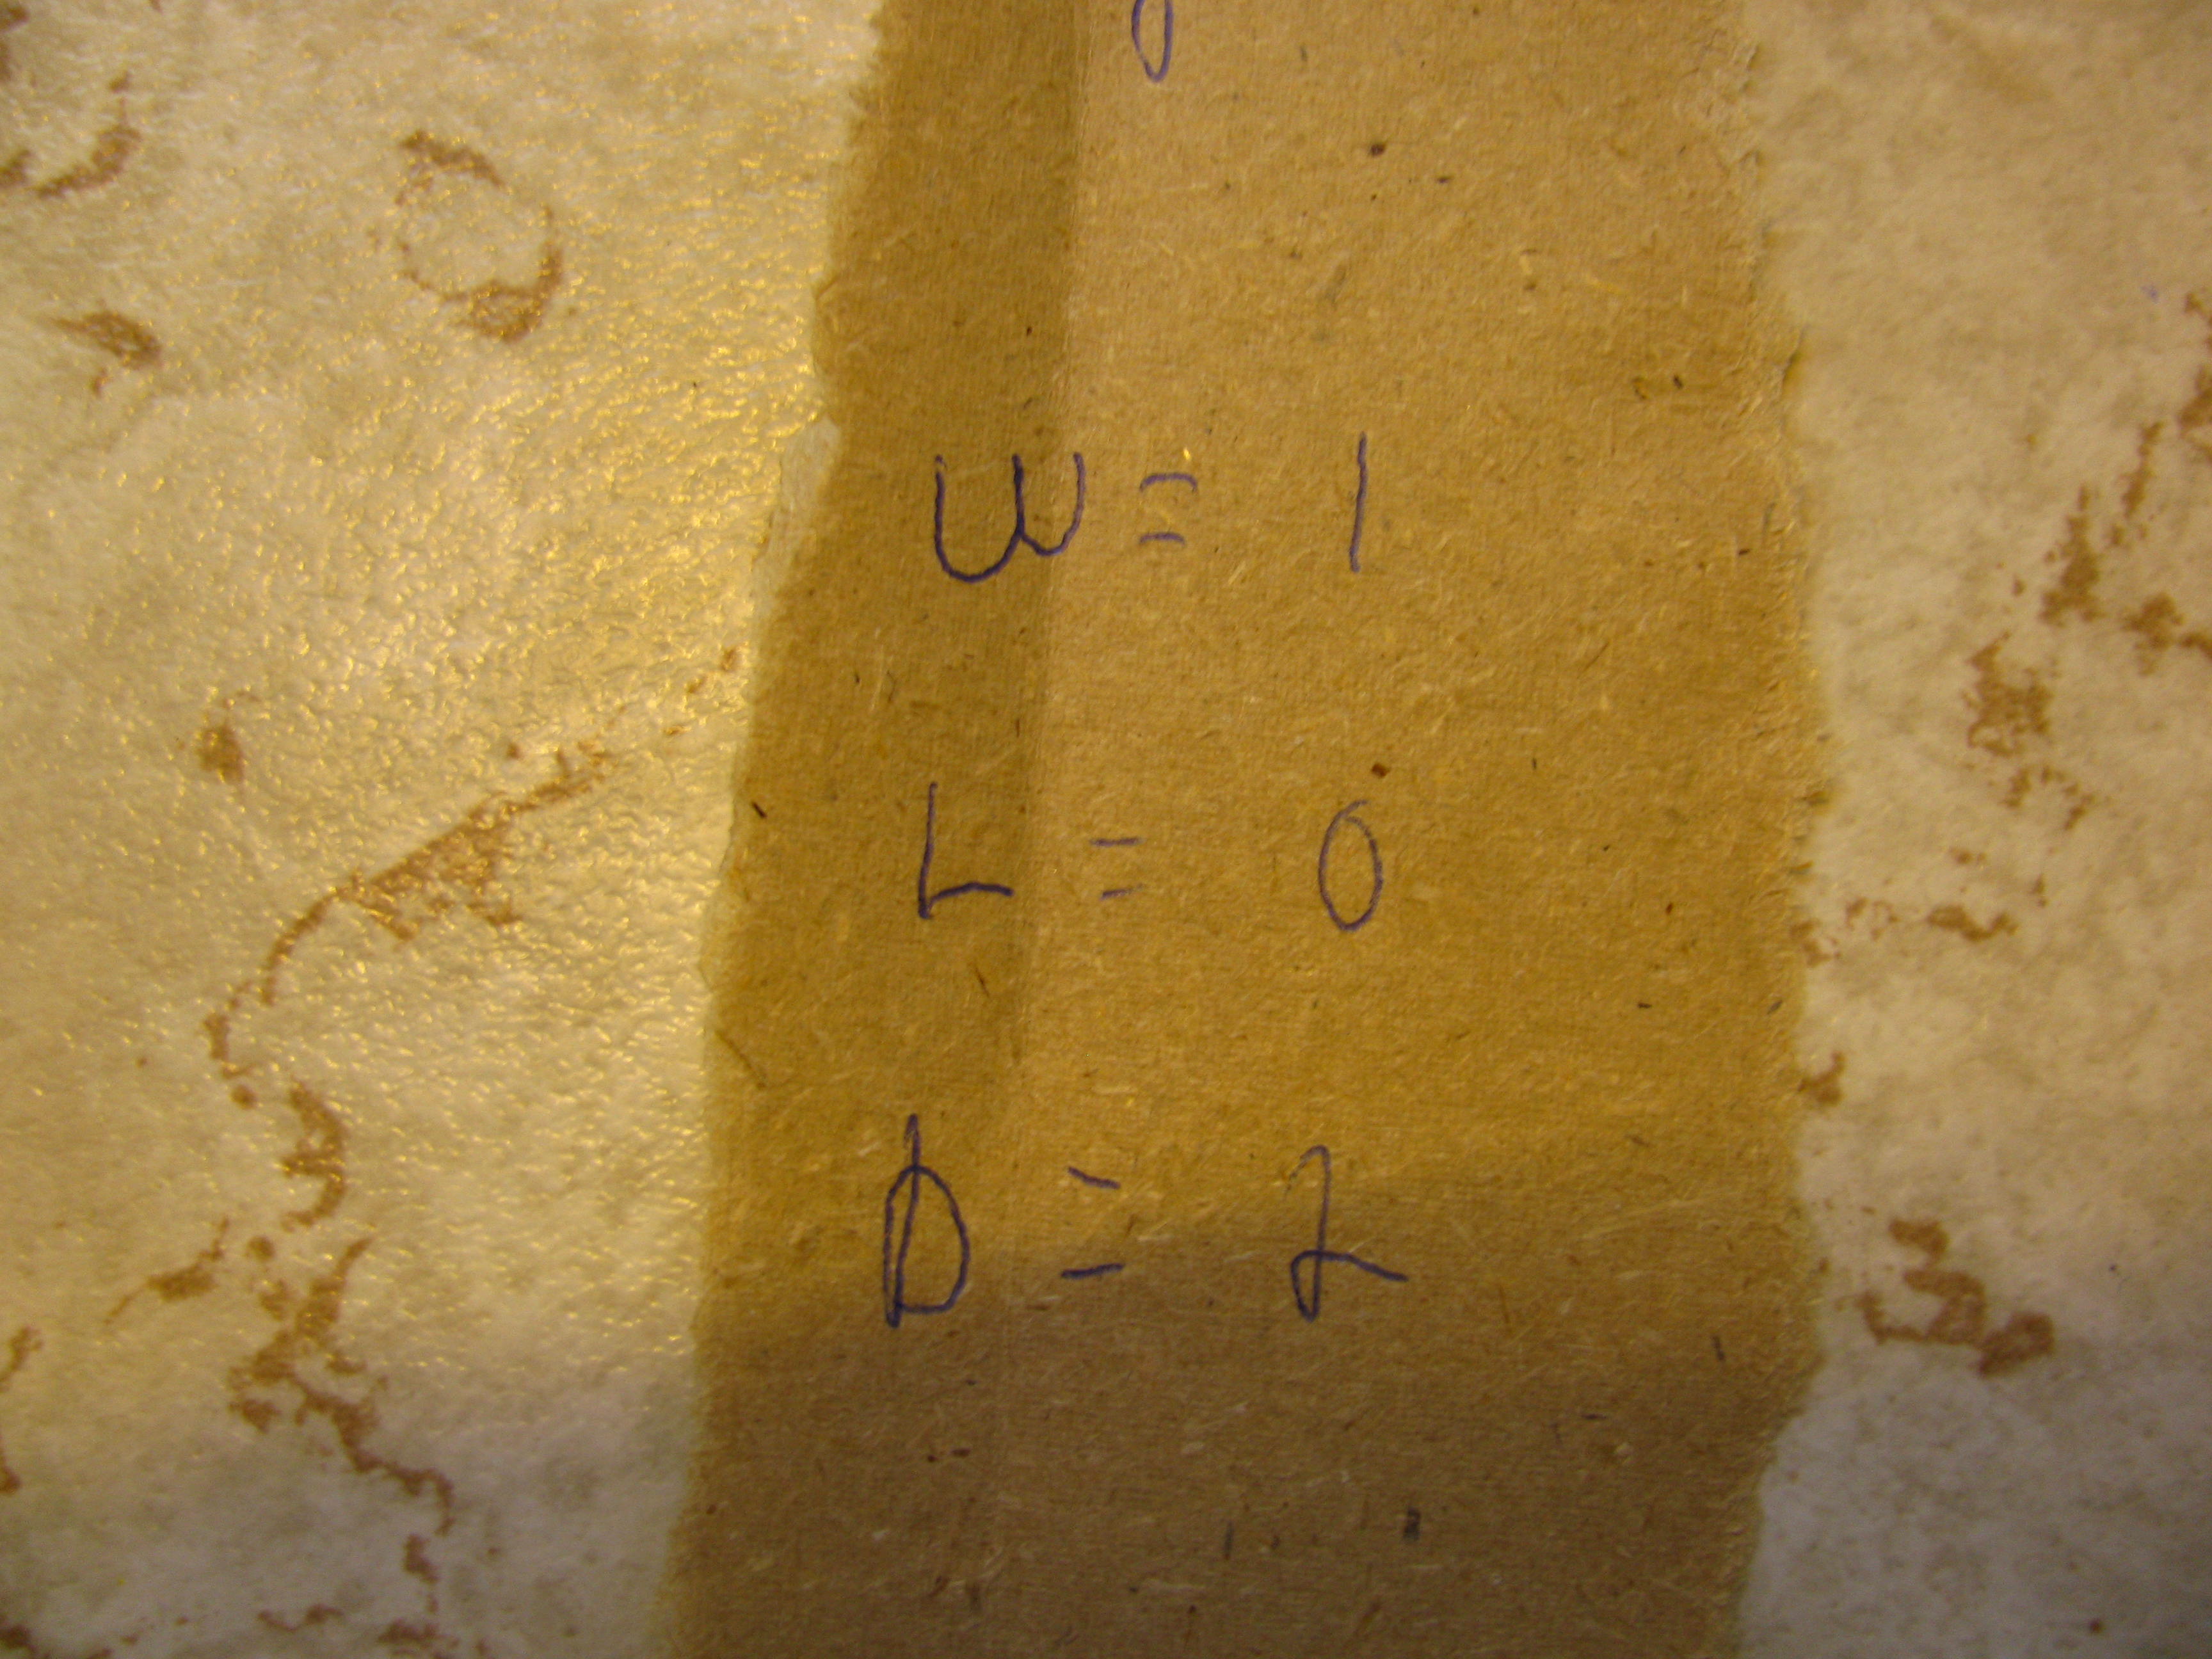 W = 1
L = 0
D = 2